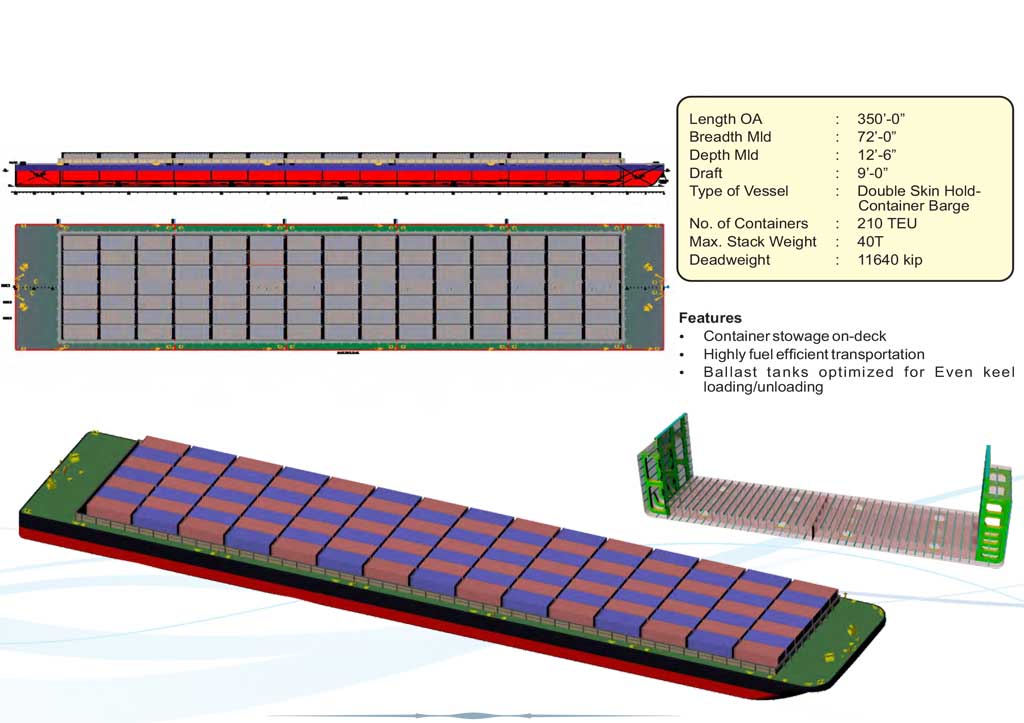 Length OA : 350’-0”
Breadth Mld : 72’-0”
Depth Mld : 12’-6”
Draft : 9’-0”
Type of Vessel : Double Skin Hold-
Container Barge
No. of Containers : 210 TEU
Max. Stack Weight : 40T
Deadweight : 11640 kip
Features
• Container stowage on-deck
• Highly fuel efficient transportation
• Ballast tanks optimized for Even keel
loading/unloading